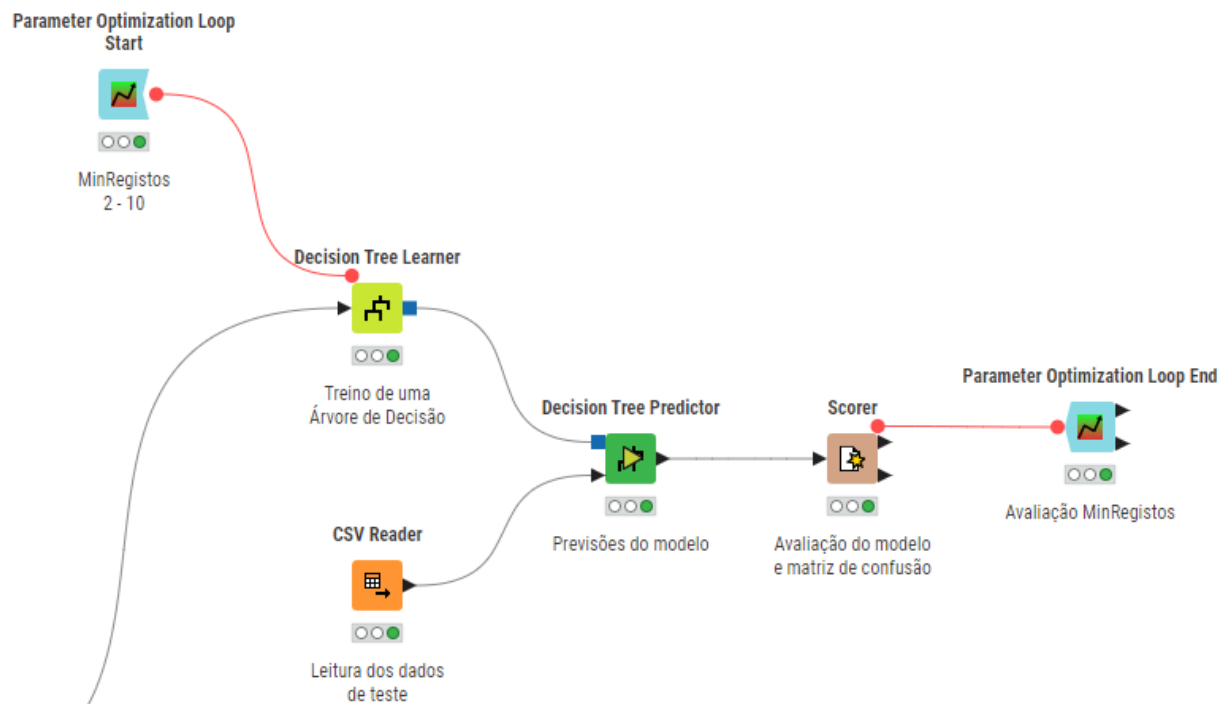 Parameter Optimization Loop
Start
MinRegistos
2 - 10
Decision Tree Learner
Treino de uma
Árvore de Decisão
Decision Tree Predictor
Previsões do modelo
CSV Reader
Leitura dos dados
de teste
Scorer
Avaliação do modelo
e matriz de confusão
Parameter Optimization Loop End
Avaliação MinRegistos